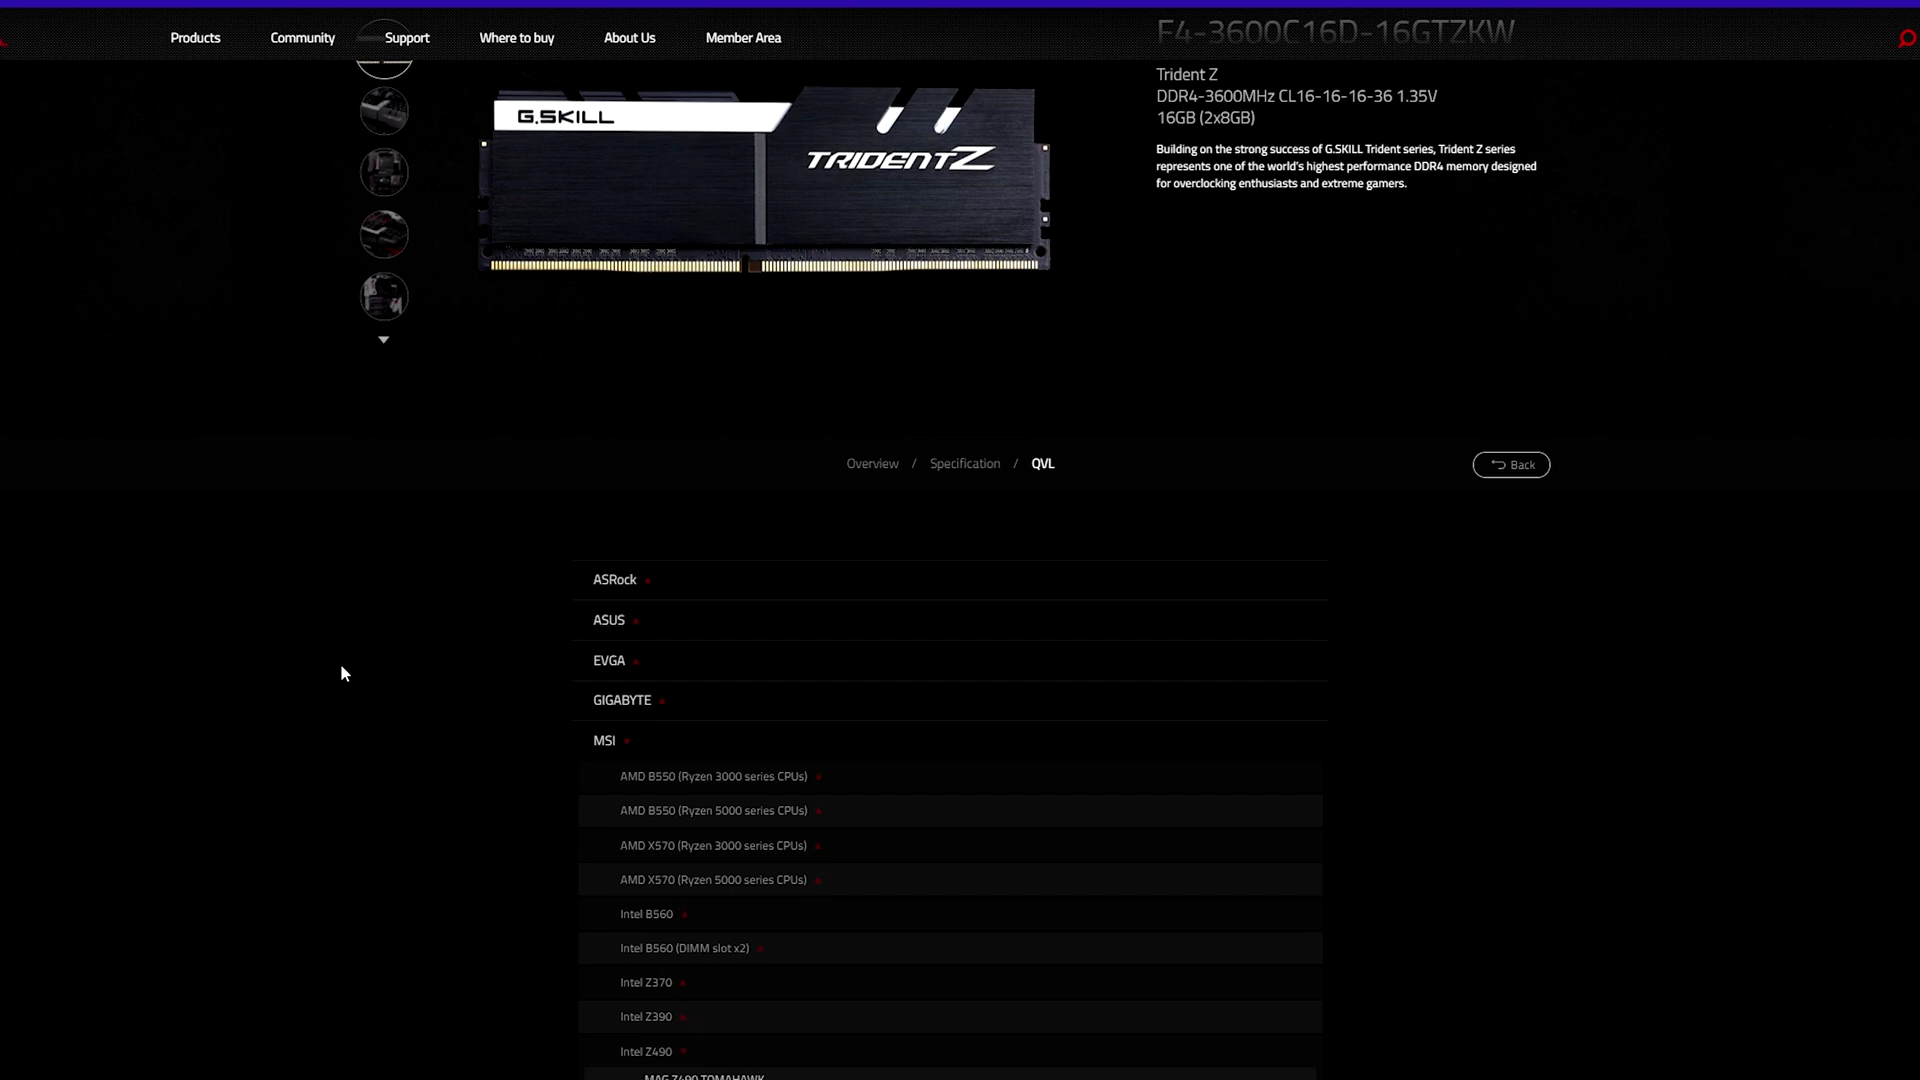 Products
Community
Support
Where to buy
About Us
Member Area
F4-3600C16D-16GTZKW
Trident Z
DDR4-3600MHz CL16-16-16-36 1.35V
16GB (2x8GB)
Building on the strong success of G.SKILL Trident series, Trident Z series
represents one of the world's highest performance DDR4 memory designed
for overclocking enthusiasts and extreme gamers.
G.SKILL
TRIDENTZ
Overview / Specification / QVL
Back
ASRock
ASUS
EVGA
GIGABYTE
MSI
AMD B550 (Ryzen 3000 series CPUs)
AMD B550 (Ryzen 5000 series CPUs)
AMD X570 (Ryzen 3000 series CPUs)
AMD X570 (Ryzen 5000 series CPUs)
Intel B560
Intel B560 (DIMM slot x2)
Intel Z370
Intel Z390
Intel Z490
MAG Z490 TOMAHAWK